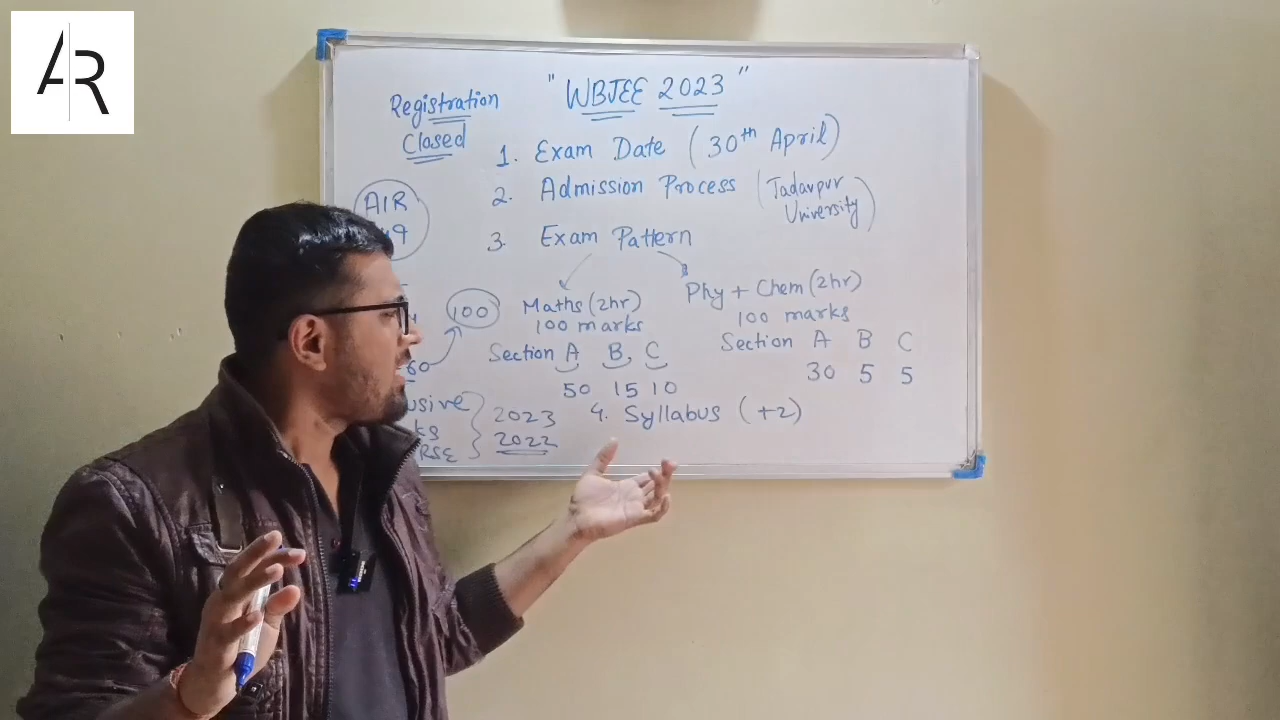 AR
" WBJEE 2023 "
Registration
Closed
1. Exam Date (30th April)
2. Admission Process (Jadavpur
University)
3. Exam Pattern
AIR
Maths (2hr)
100 marks
Section A B, C
50 15 10
Phy + Chem (2hr)
100 marks
Section A B C
30 5 5
100
60
2023
2022
4. Syllabus (+2)